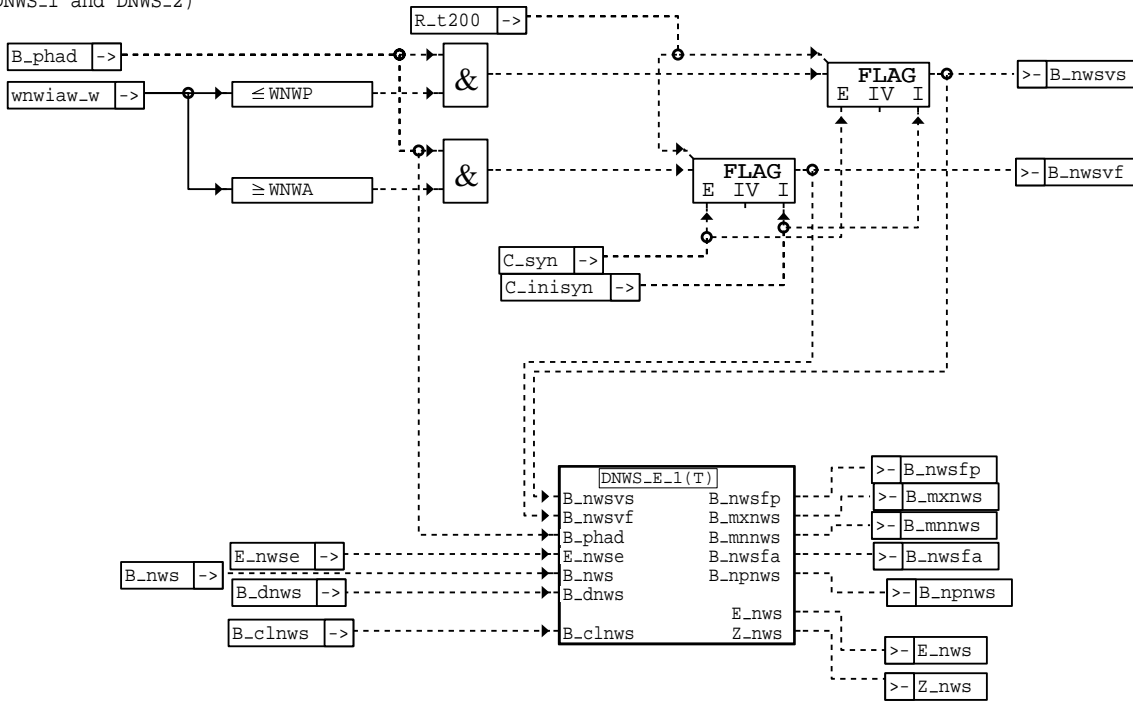 DNWS_1 and DNWS_2)
R_t200 ->
B_phad ->
wnwiaw_w ->
≤ WNWP
&
FLAG
E IV I
>- B_nwsvs
≥ WNWA
&
FLAG
E IV I
>- B_nwsvf
C_syn ->
C_inisyn ->
DNWS_E_1(T)
B_nwsvs
B_nwsvf
B_phad
E_nwse
B_nws
B_dnws
B_clnws
B_nwsfp
B_mxnws
B_mnnws
B_nwsfa
B_npnws
E_nws
Z_nws
E_nwse ->
B_nws ->
B_dnws ->
B_clnws ->
>- B_nwsfp
>- B_mxnws
>- B_mnnws
>- B_nwsfa
>- B_npnws
>- E_nws
>- Z_nws